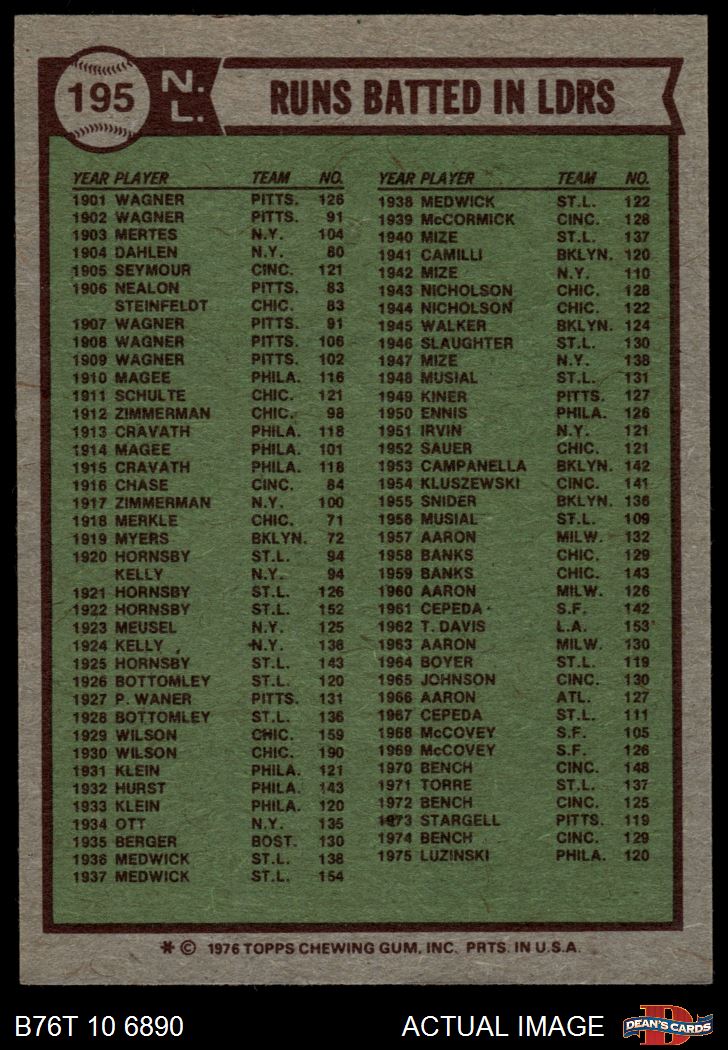 195
N.
L.
RUNS BATTED IN LDRS
YEAR PLAYER TEAM NO.
1901 WAGNER PITTS. 126
1902 WAGNER PITTS. 91
1903 MERTES N.Y. 104
1904 DAHLEN N.Y. 80
1905 SEYMOUR CINC. 121
1906 NEALON PITTS. 83
STEINFELDT CHIC. 83
1907 WAGNER PITTS. 91
1908 WAGNER PITTS. 106
1909 WAGNER PITTS. 102
1910 MAGEE PHILA. 116
1911 SCHULTE CHIC. 121
1912 ZIMMERMAN CHIC. 98
1913 CRAVATH PHILA. 118
1914 MAGEE PHILA. 101
1915 CRAVATH PHILA. 118
1916 CHASE CINC. 84
1917 ZIMMERMAN N.Y. 100
1918 MERKLE CHIC. 71
1919 MYERS BKLYN. 72
1920 HORNSBY ST.L. 94
KELLY N.Y. 94
1921 HORNSBY ST.L. 126
1922 HORNSBY ST.L. 152
1923 MEUSEL N.Y. 125
1924 KELLY N.Y. 136
1925 HORNSBY ST.L. 143
1926 BOTTOMLEY ST.L. 120
1927 P. WANER PITTS. 131
1928 BOTTOMLEY ST.L. 136
1929 WILSON CHIC. 159
1930 WILSON CHIC. 190
1931 KLEIN PHILA. 121
1932 HURST PHILA. 143
1933 KLEIN PHILA. 120
1934 OTT N.Y. 135
1935 BERGER BOST. 130
1936 MEDWICK ST.L. 138
1937 MEDWICK ST.L. 154
YEAR PLAYER TEAM NO.
1938 MEDWICK ST.L. 122
1939 McCORMICK CINC. 128
1940 MIZE ST.L. 137
1941 CAMILLI BKLYN. 120
1942 MIZE N.Y. 110
1943 NICHOLSON CHIC. 128
1944 NICHOLSON CHIC. 122
1945 WALKER BKLYN. 124
1946 SLAUGHTER ST.L. 130
1947 MIZE N.Y. 138
1948 MUSIAL ST.L. 131
1949 KINER PITTS. 127
1950 ENNIS PHILA. 126
1951 IRVIN N.Y. 121
1952 SAUER CHIC. 121
1953 CAMPANELLA BKLYN. 142
1954 KLUSZEWSKI CINC. 141
1955 SNIDER BKLYN. 136
1956 MUSIAL ST.L. 109
1957 AARON MILW. 132
1958 BANKS CHIC. 129
1959 BANKS CHIC. 143
1960 AARON MILW. 126
1961 CEPEDA S.F. 142
1962 T. DAVIS L.A. 153
1963 AARON MILW. 130
1964 BOYER ST.L. 119
1965 JOHNSON CINC. 130
1966 AARON ATL. 127
1967 CEPEDA ST.L. 111
1968 McCOVEY S.F. 105
1969 McCOVEY S.F. 126
1970 BENCH CINC. 148
1971 TORRE ST.L. 137
1972 BENCH CINC. 125
1973 STARGELL PITTS. 119
1974 BENCH CINC. 129
1975 LUZINSKI PHILA. 120
* © 1976 TOPPS CHEWING GUM, INC. PRTS. IN U.S.A.
B76T 10 6890 ACTUAL IMAGE
D
DEAN'S CARDS